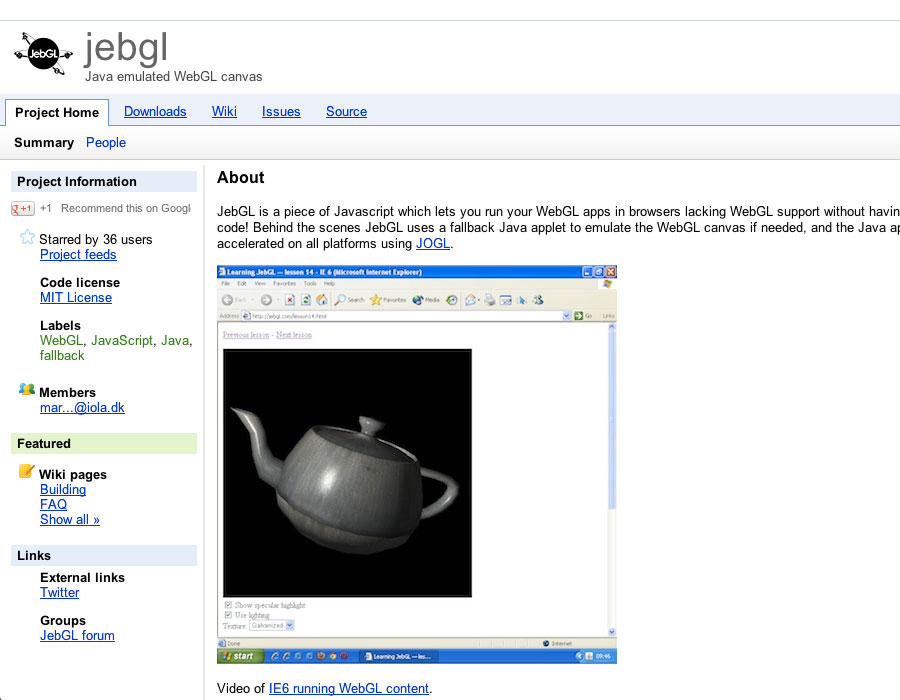 JebGL
jebgl
Java emulated WebGL canvas
Project Home Downloads Wiki Issues Source
Summary People
Project Information
+1 +1 Recommend this on Googl
Starred by 36 users
Project feeds
Code license
MIT License
Labels
WebGL, JavaScript, Java,
fallback
Members
mar...@iola.dk
Featured
Wiki pages
Building
FAQ
Show all »
Links
External links
Twitter
Groups
JebGL forum
About
JebGL is a piece of Javascript which lets you run your WebGL apps in browsers lacking WebGL support without havin
code! Behind the scenes JebGL uses a fallback Java applet to emulate the WebGL canvas if needed, and the Java ap
accelerated on all platforms using JOGL.
Learning JebGL — lesson 14 - IE 6 (Microsoft Internet Explorer)
File Edit View Favorites Tools Help
Back Search Favorites Media
Address http://jebgl.com/lesson14.html Go Links
Previous lesson - Next lesson
Show specular highlight
Use lighting
Texture: Galvanized
Done Internet
start Learning JebGL — les... 09:46
Video of IE6 running WebGL content.